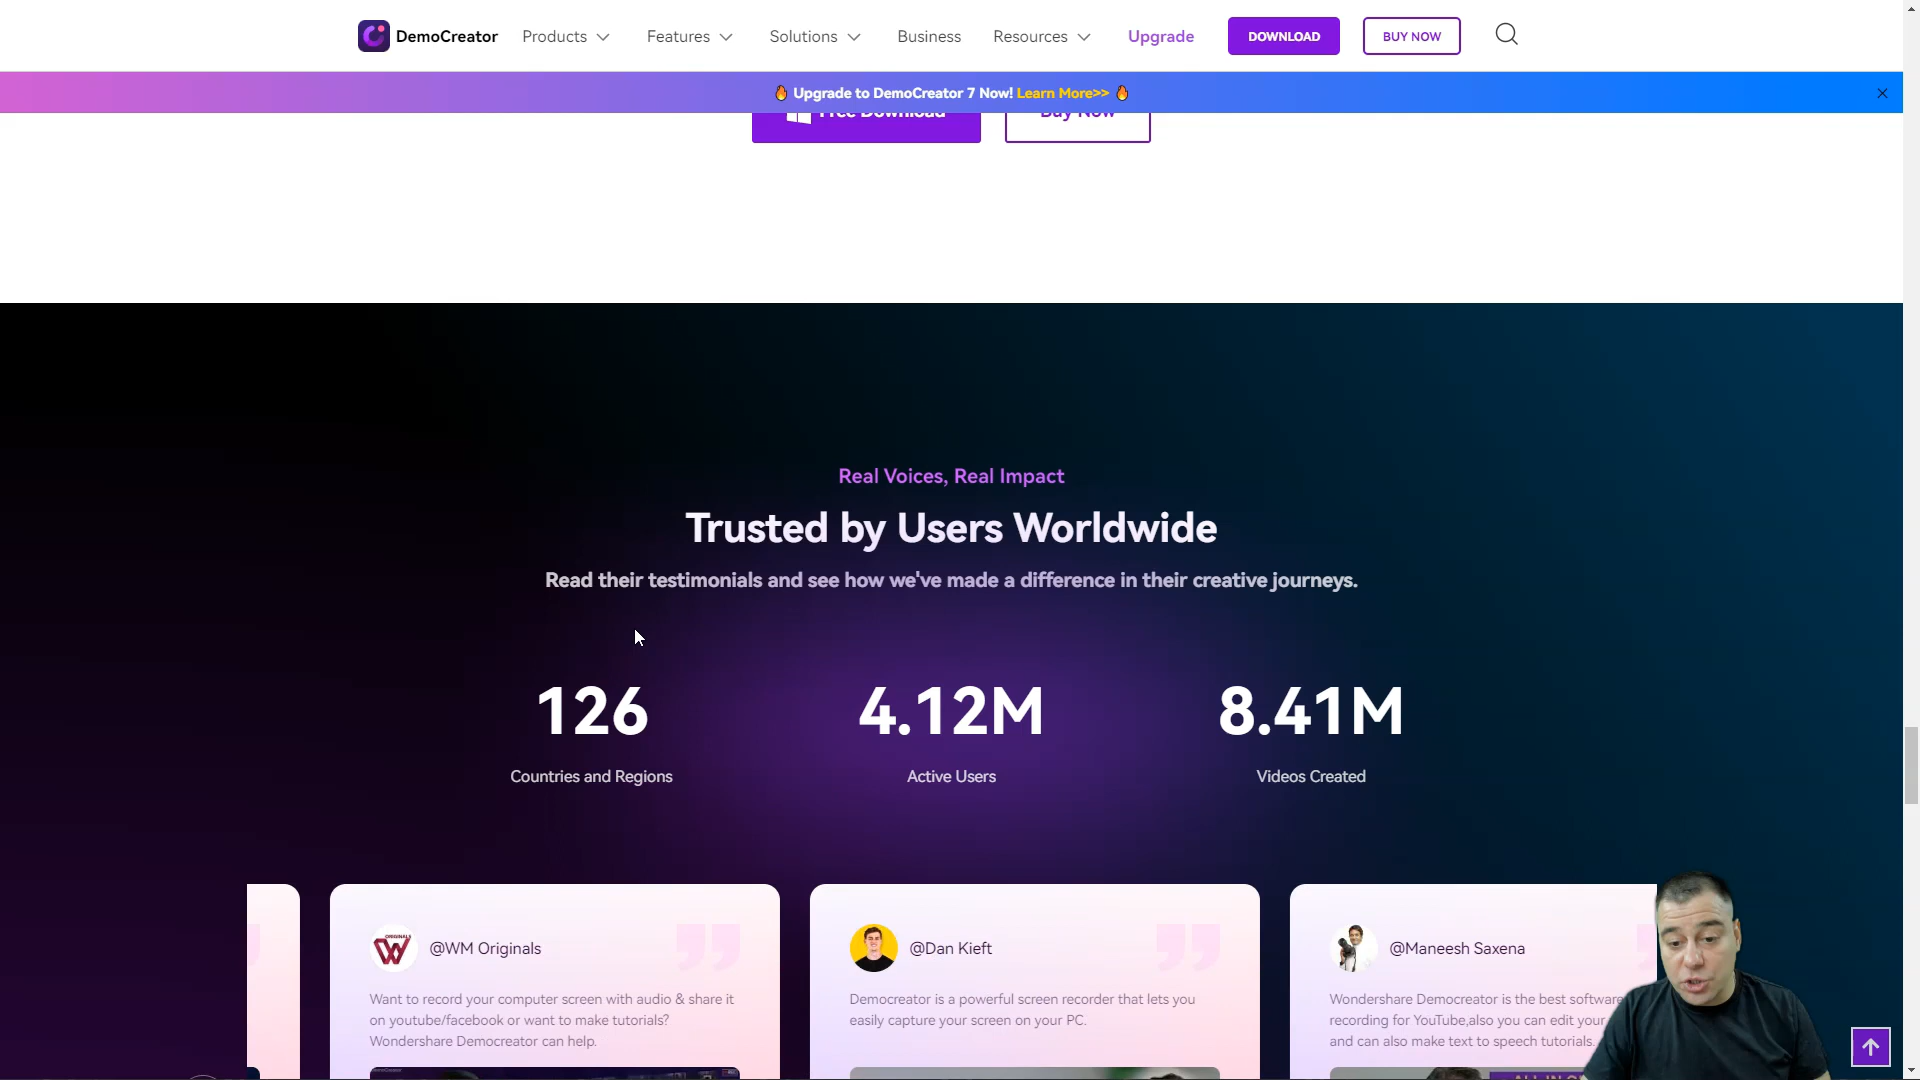 DemoCreator Products Features Solutions Business Resources Upgrade DOWNLOAD BUY NOW
Upgrade to DemoCreator 7 Now! Learn More>>
Free Download Buy Now
Real Voices, Real Impact
Trusted by Users Worldwide
Read their testimonials and see how we've made a difference in their creative journeys.
126 4.12M 8.41M
Countries and Regions Active Users Videos Created
@WM Originals
Want to record your computer screen with audio & share it
on youtube/facebook or want to make tutorials?
Wondershare Democreator can help.
@Dan Kieft
Democreator is a powerful screen recorder that lets you
easily capture your screen on your PC.
@Maneesh Saxena
Wondershare Democreator is the best software
recording for YouTube,also you can edit your
and can also make text to speech tutorials.